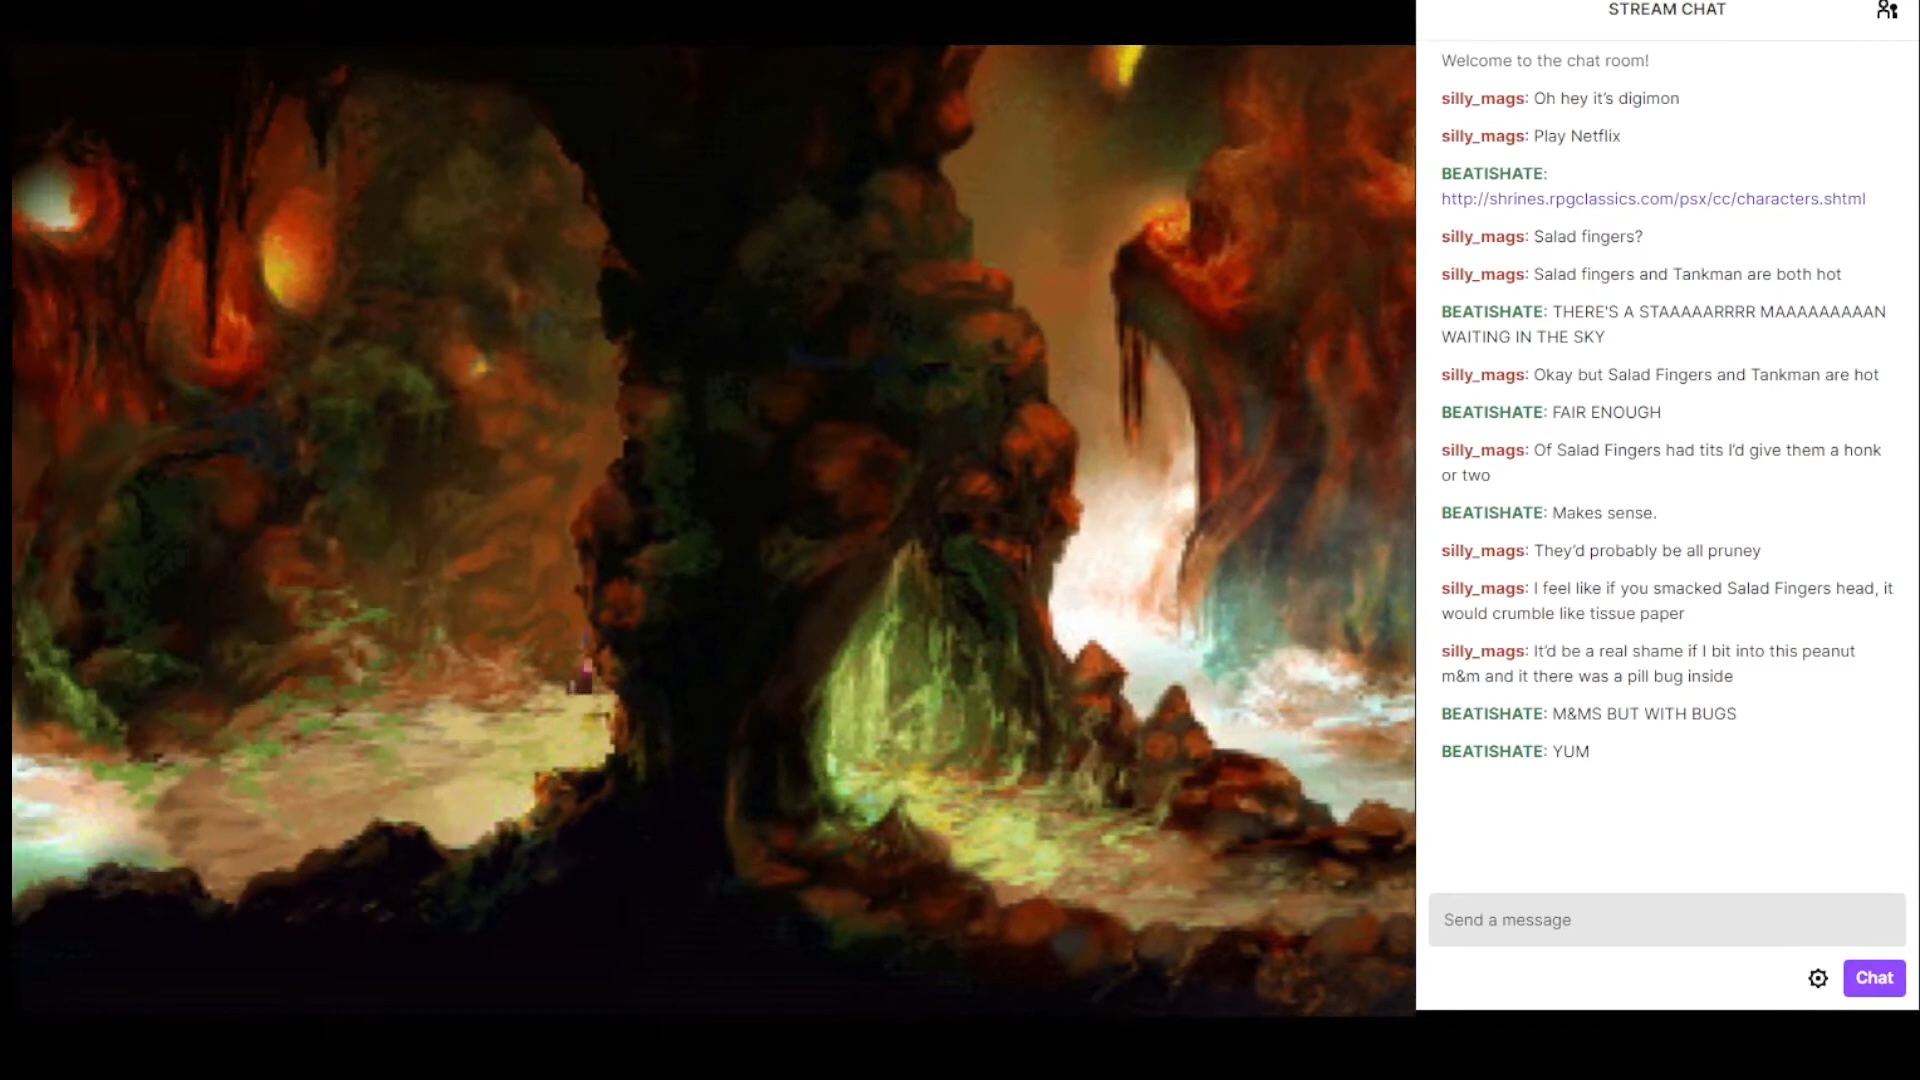 STREAM CHAT
Welcome to the chat room!
silly_mags: Oh hey it’s digimon
silly_mags: Play Netflix
BEATISHATE:
http://shrines.rpgclassics.com/psx/cc/characters.shtml
silly_mags: Salad fingers?
silly_mags: Salad fingers and Tankman are both hot
BEATISHATE: THERE'S A STAAAAARRRR MAAAAAAAAAN
WAITING IN THE SKY
silly_mags: Okay but Salad Fingers and Tankman are hot
BEATISHATE: FAIR ENOUGH
silly_mags: Of Salad Fingers had tits I’d give them a honk
or two
BEATISHATE: Makes sense.
silly_mags: They’d probably be all pruney
silly_mags: I feel like if you smacked Salad Fingers head, it
would crumble like tissue paper
silly_mags: It’d be a real shame if I bit into this peanut
m&m and it there was a pill bug inside
BEATISHATE: M&MS BUT WITH BUGS
BEATISHATE: YUM
Send a message
Chat